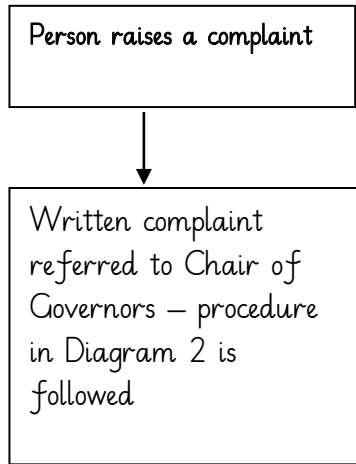 Person raises a complaint
Written complaint
referred to Chair of
Governors – procedure
in Diagram 2 is
followed